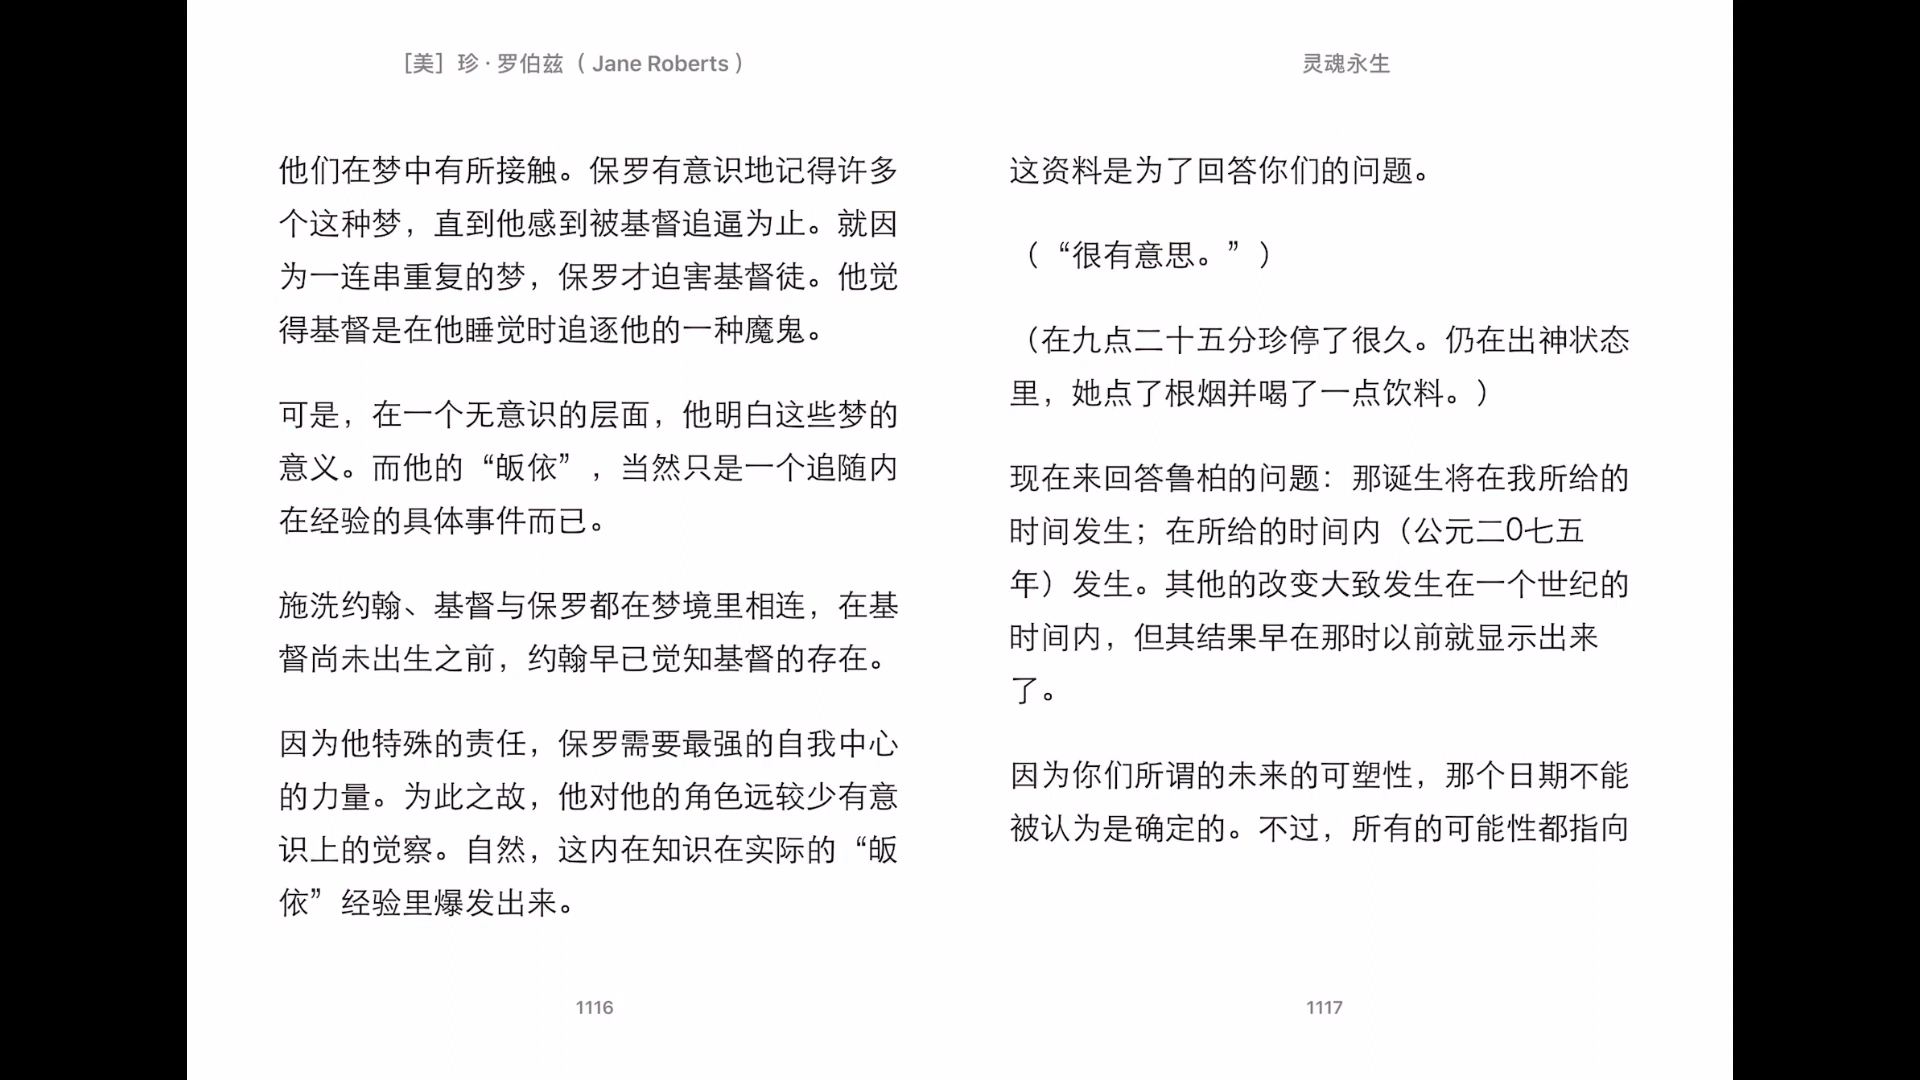 [美] 珍·罗伯兹（Jane Roberts）
他们在梦中有所接触。保罗有意识地记得许多
个这种梦，直到他感到被基督追逼为止。就因
为一连串重复的梦，保罗才迫害基督徒。他觉
得基督是在他睡觉时追逐他的一种魔鬼。
可是，在一个无意识的层面，他明白这些梦的
意义。而他的“皈依”，当然只是一个追随内
在经验的具体事件而已。
施洗约翰、基督与保罗都在梦境里相连，在基
督尚未出生之前，约翰早已觉知基督的存在。
因为他特殊的责任，保罗需要最强的自我中心
的力量。为此之故，他对他的角色远较少有意
识上的觉察。自然，这内在知识在实际的“皈
依”经验里爆发出来。
1116
灵魂永生
这资料是为了回答你们的问题。
（“很有意思。”）
（在九点二十五分珍停了很久。仍在出神状态
里，她点了根烟并喝了一点饮料。）
现在来回答鲁柏的问题：那诞生将在我所给的
时间发生；在所给的时间内（公元二0七五
年）发生。其他的改变大致发生在一个世纪的
时间内，但其结果早在那时以前就显示出来
了。
因为你们所谓的未来的可塑性，那个日期不能
被认为是确定的。不过，所有的可能性都指向
1117